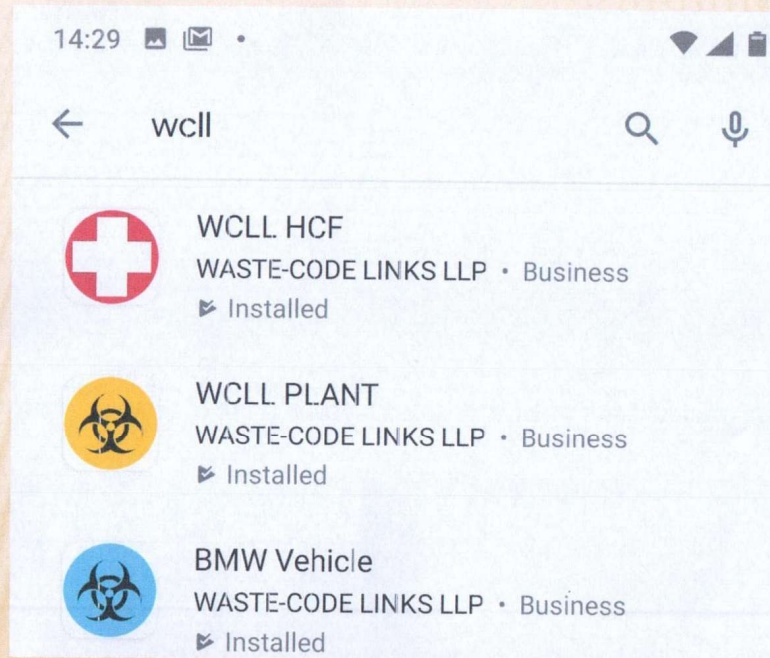 14:29
wcll
WCLL HCF
WASTE-CODE LINKS LLP • Business
Installed
WCLL PLANT
WASTE-CODE LINKS LLP • Business
Installed
BMW Vehicle
WASTE-CODE LINKS LLP • Business
Installed